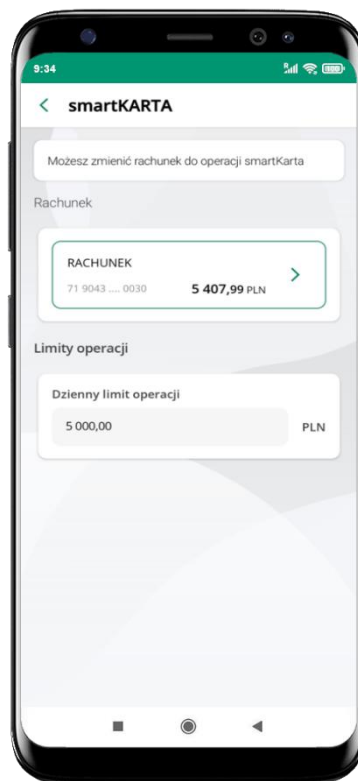 9:34
smartKARTA
Możesz zmienić rachunek do operacji smartKarta
Rachunek
RACHUNEK
71 9043 .... 0030 5 407,99 PLN
Limity operacji
Dzienny limit operacji
5 000,00 PLN